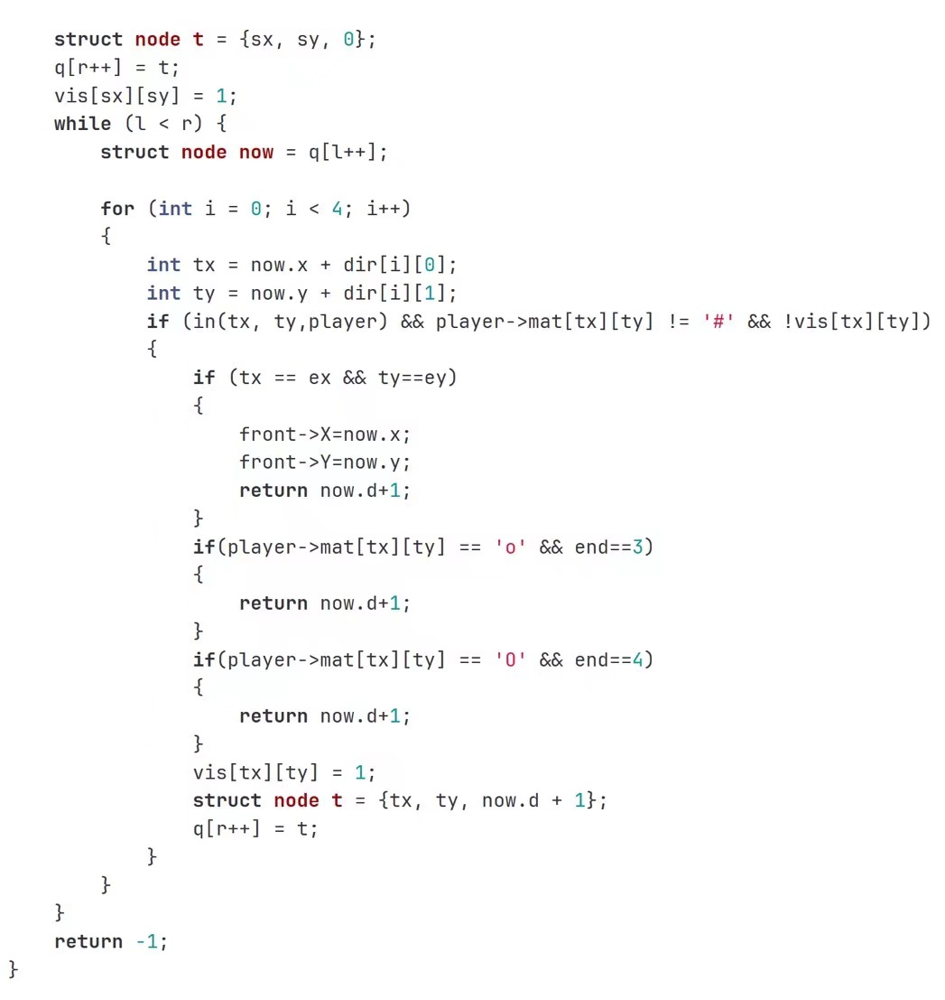 struct node t = {sx, sy, 0};
q[r++] = t;
vis[sx][sy] = 1;
while (l < r) {
struct node now = q[l++];
for (int i = 0; i < 4; i++)
{
int tx = now.x + dir[i][0];
int ty = now.y + dir[i][1];
if (in(tx, ty,player) && player->mat[tx][ty] != '#' && !vis[tx][ty])
{
if (tx == ex && ty==ey)
{
front->X=now.x;
front->Y=now.y;
return now.d+1;
}
if(player->mat[tx][ty] == 'o' && end==3)
{
return now.d+1;
}
if(player->mat[tx][ty] == 'O' && end==4)
{
return now.d+1;
}
vis[tx][ty] = 1;
struct node t = {tx, ty, now.d + 1};
q[r++] = t;
}
}
}
return -1;
}